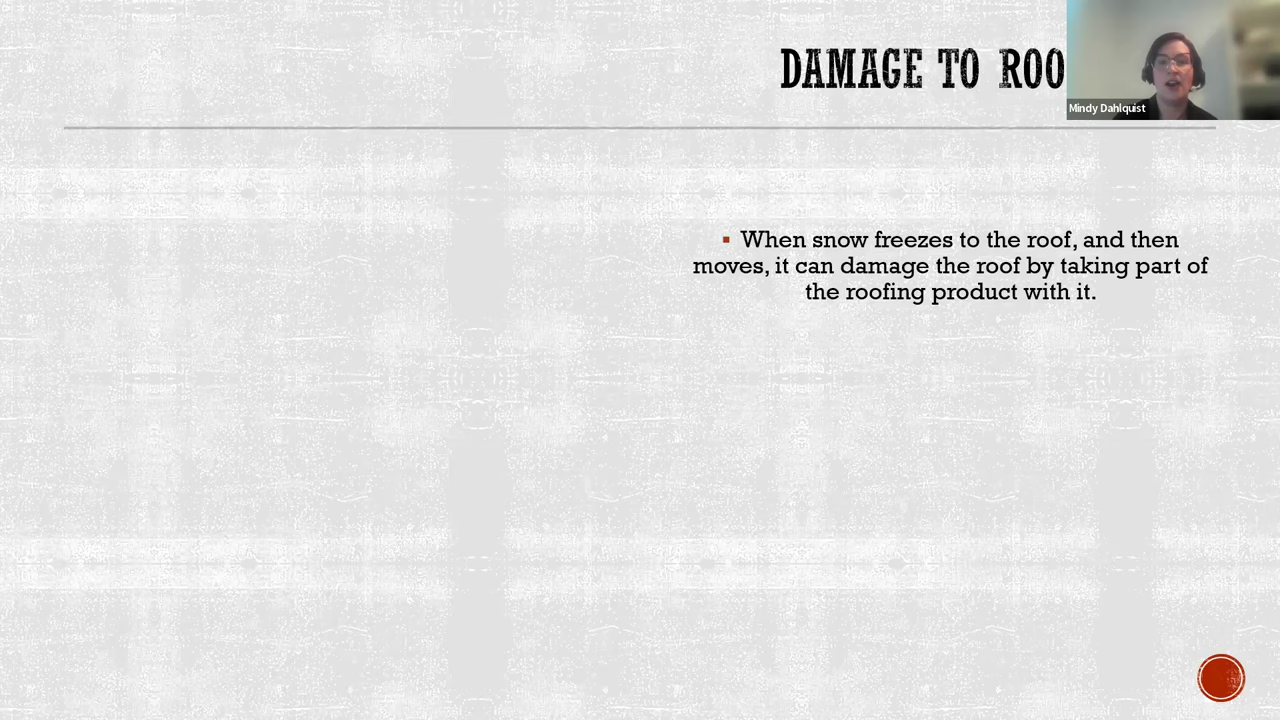 DAMAGE TO ROO
Mindy Dahlquist
When snow freezes to the roof, and then
moves, it can damage the roof by taking part of
the roofing product with it.